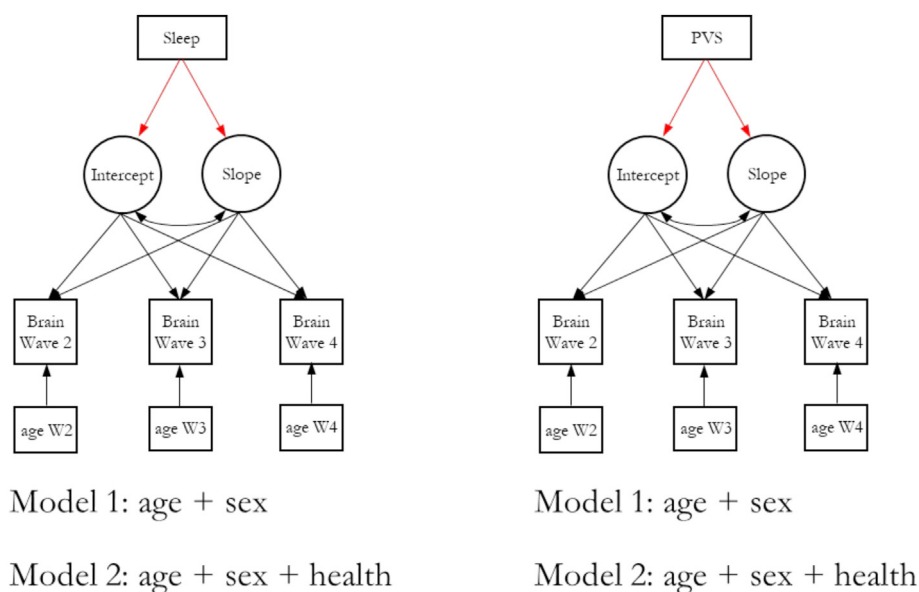 Sleep
Intercept
Slope
Brain
Wave 2
Brain
Wave 3
Brain
Wave 4
age W2
age W3
age W4
Model 1: age + sex
Model 2: age + sex + health
PVS
Intercept
Slope
Brain
Wave 2
Brain
Wave 3
Brain
Wave 4
age W2
age W3
age W4
Model 1: age + sex
Model 2: age + sex + health